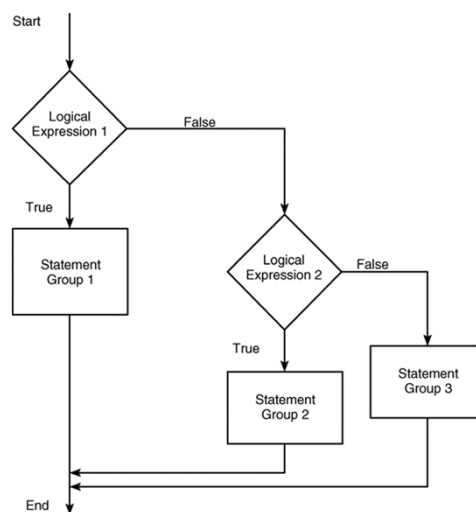 Start
Logical
Expression 1
False
True
Statement
Group 1
Logical
Expression 2
False
True
Statement
Group 2
Statement
Group 3
End